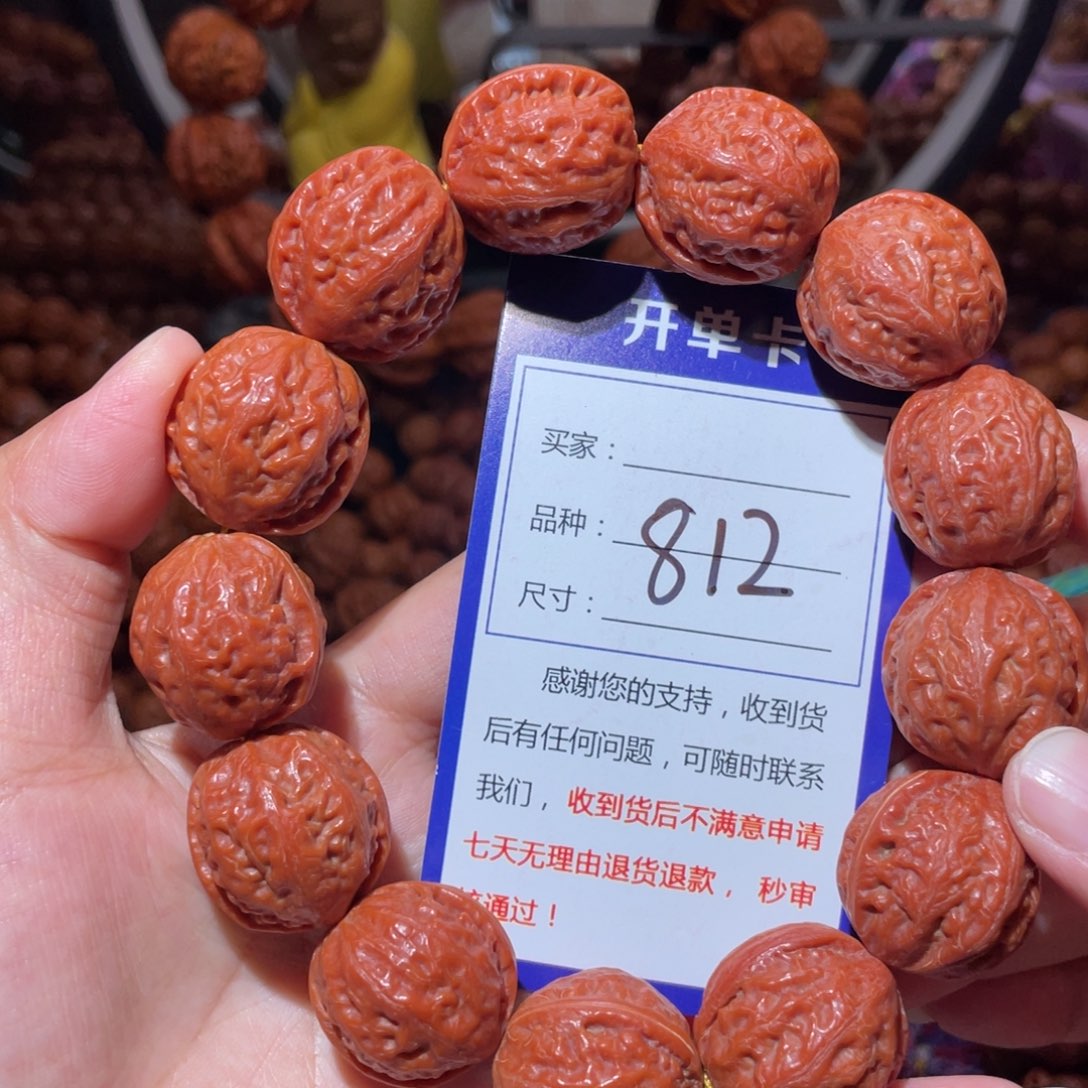 开单卡
买家：
品种：
812
尺寸：
感谢您的支持，收到货
后有任何问题，可随时联系
我们，收到货后不满意申请
七天无理由退货退款，秒审
通过！